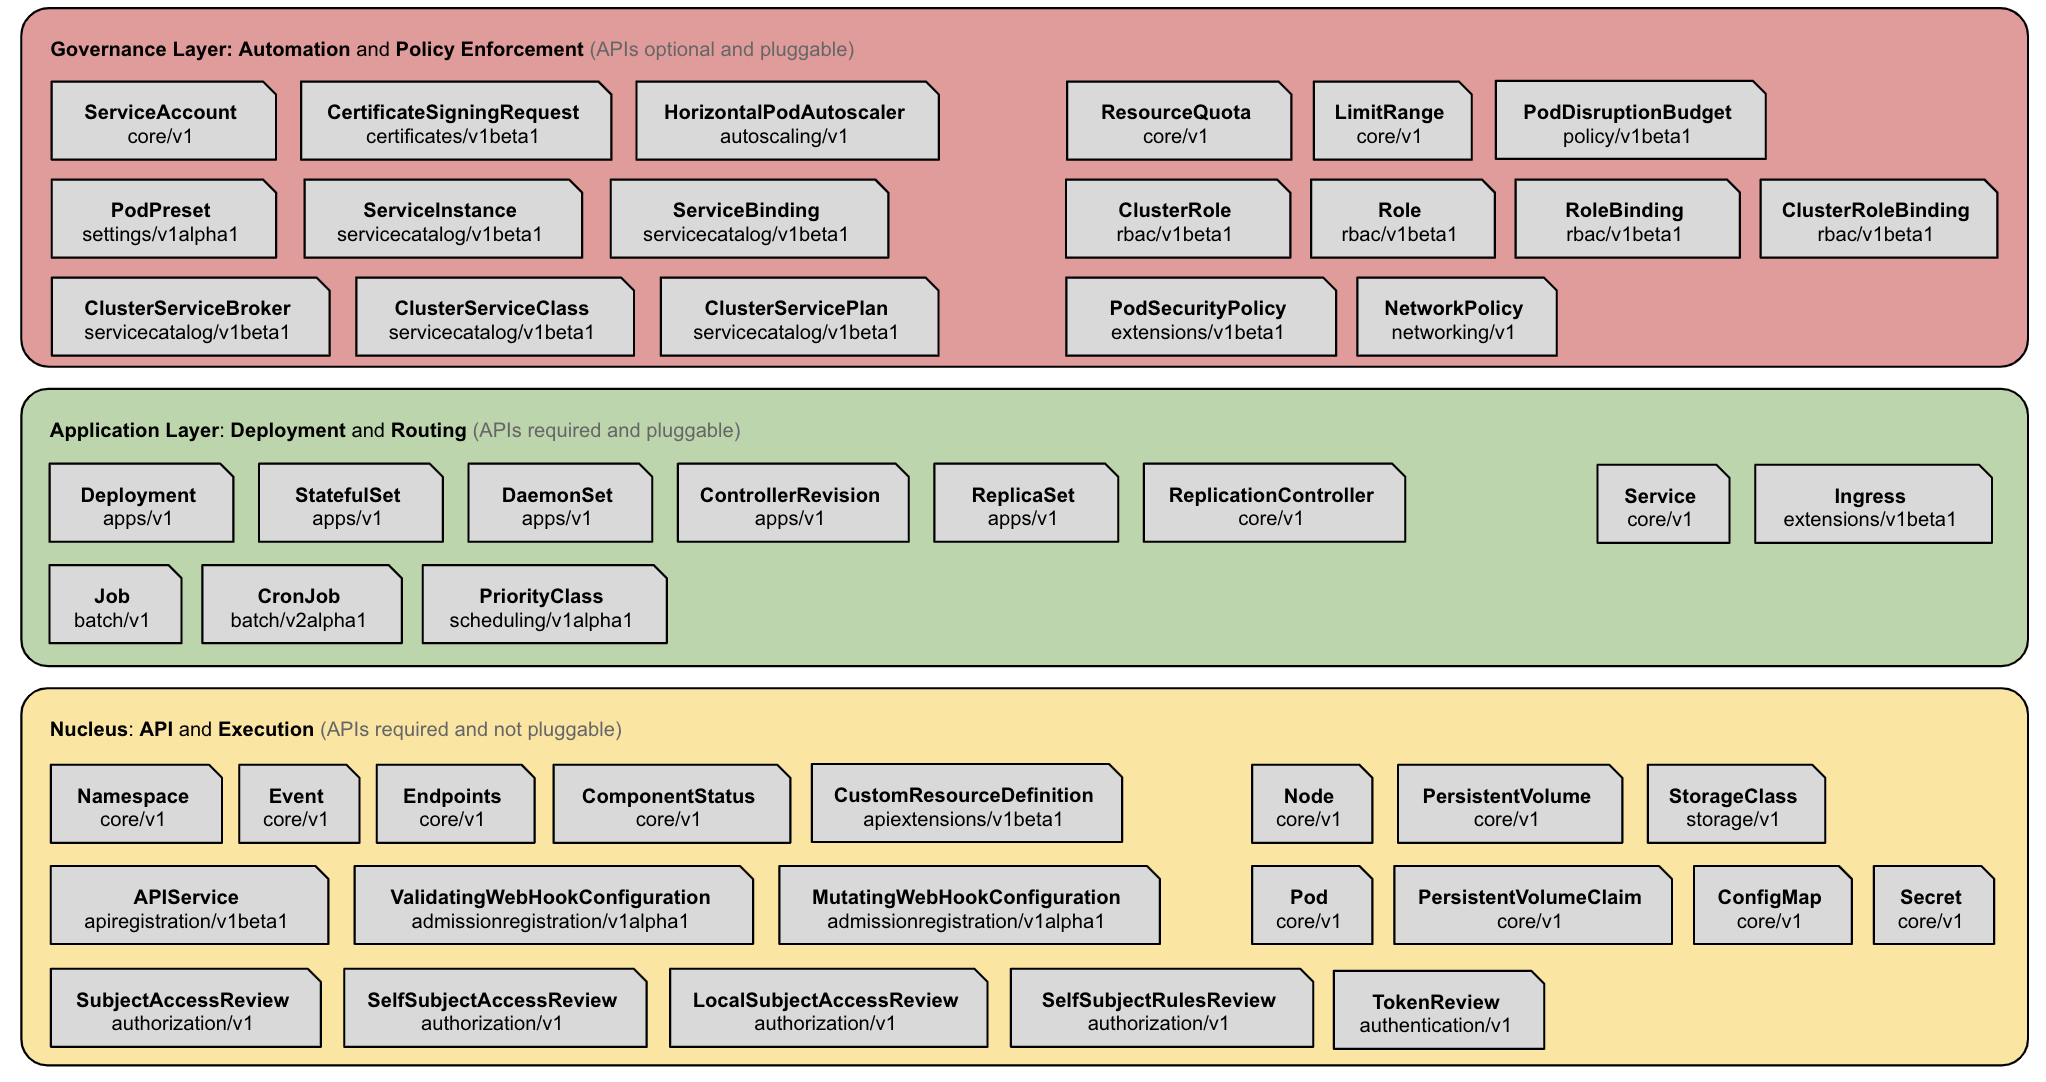 Governance Layer: Automation and Policy Enforcement (APIs optional and pluggable)
ServiceAccount
core/v1
CertificateSigningRequest
certificates/v1beta1
HorizontalPodAutoscaler
autoscaling/v1
ResourceQuota
core/v1
LimitRange
core/v1
PodDisruptionBudget
policy/v1beta1
PodPreset
settings/v1alpha1
ServiceInstance
servicecatalog/v1beta1
ServiceBinding
servicecatalog/v1beta1
ClusterRole
rbac/v1beta1
Role
rbac/v1beta1
RoleBinding
rbac/v1beta1
ClusterRoleBinding
rbac/v1beta1
ClusterServiceBroker
servicecatalog/v1beta1
ClusterServiceClass
servicecatalog/v1beta1
ClusterServicePlan
servicecatalog/v1beta1
PodSecurityPolicy
extensions/v1beta1
NetworkPolicy
networking/v1
Application Layer: Deployment and Routing (APIs required and pluggable)
Deployment
apps/v1
StatefulSet
apps/v1
DaemonSet
apps/v1
ControllerRevision
apps/v1
ReplicaSet
apps/v1
ReplicationController
core/v1
Service
core/v1
Ingress
extensions/v1beta1
Job
batch/v1
CronJob
batch/v2alpha1
PriorityClass
scheduling/v1alpha1
Nucleus: API and Execution (APIs required and not pluggable)
Namespace
core/v1
Event
core/v1
Endpoints
core/v1
ComponentStatus
core/v1
CustomResourceDefinition
apiextensions/v1beta1
Node
core/v1
PersistentVolume
core/v1
StorageClass
storage/v1
APIService
apiregistration/v1beta1
ValidatingWebHookConfiguration
admissionregistration/v1alpha1
MutatingWebHookConfiguration
admissionregistration/v1alpha1
Pod
core/v1
PersistentVolumeClaim
core/v1
ConfigMap
core/v1
Secret
core/v1
SubjectAccessReview
authorization/v1
SelfSubjectAccessReview
authorization/v1
LocalSubjectAccessReview
authorization/v1
SelfSubjectRulesReview
authorization/v1
TokenReview
authentication/v1